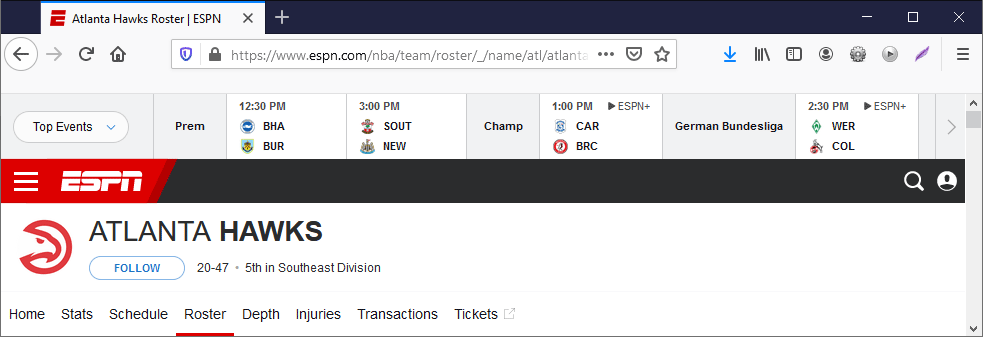 Atlanta Hawks Roster | ESPN
https://www.espn.com/nba/team/roster/_/name/atl/atlanta
Top Events
Prem
12:30 PM
BHA
BUR
3:00 PM
SOUT
NEW
Champ
1:00 PM ESPN+
CAR
BRC
German Bundesliga
2:30 PM ESPN+
WER
COL
ESPN
ATLANTA HAWKS
FOLLOW 20-47 • 5th in Southeast Division
Home Stats Schedule Roster Depth Injuries Transactions Tickets